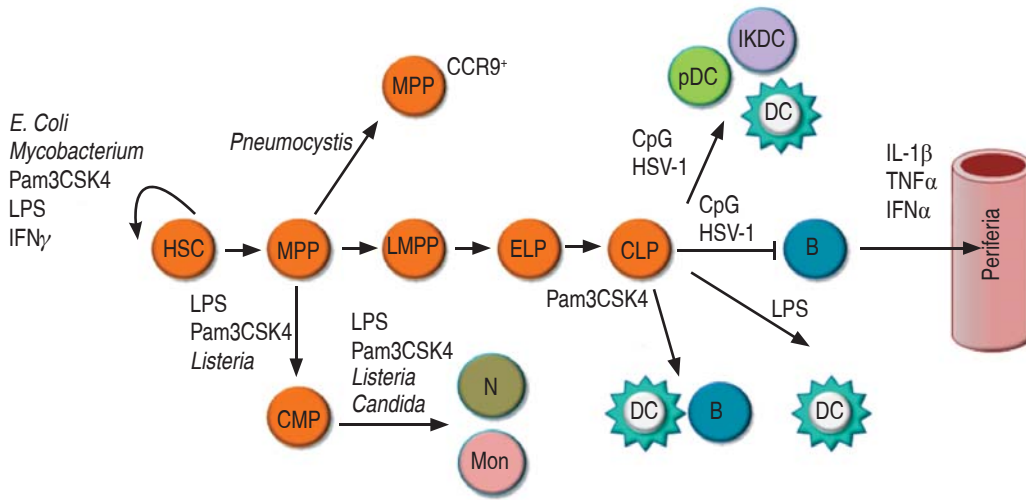 IKDC
pDC
DC
MPP
CCR9⁺
Pneumocystis
E. Coli
Mycobacterium
Pam3CSK4
LPS
IFNγ
CpG
HSV-1
CpG
HSV-1
IL-1β
TNFα
IFNα
HSC
MPP
LMPP
ELP
CLP
B
Periferia
LPS
Pam3CSK4
Listeria
LPS
Pam3CSK4
Listeria
Candida
Pam3CSK4
LPS
CMP
N
Mon
DC
B
DC